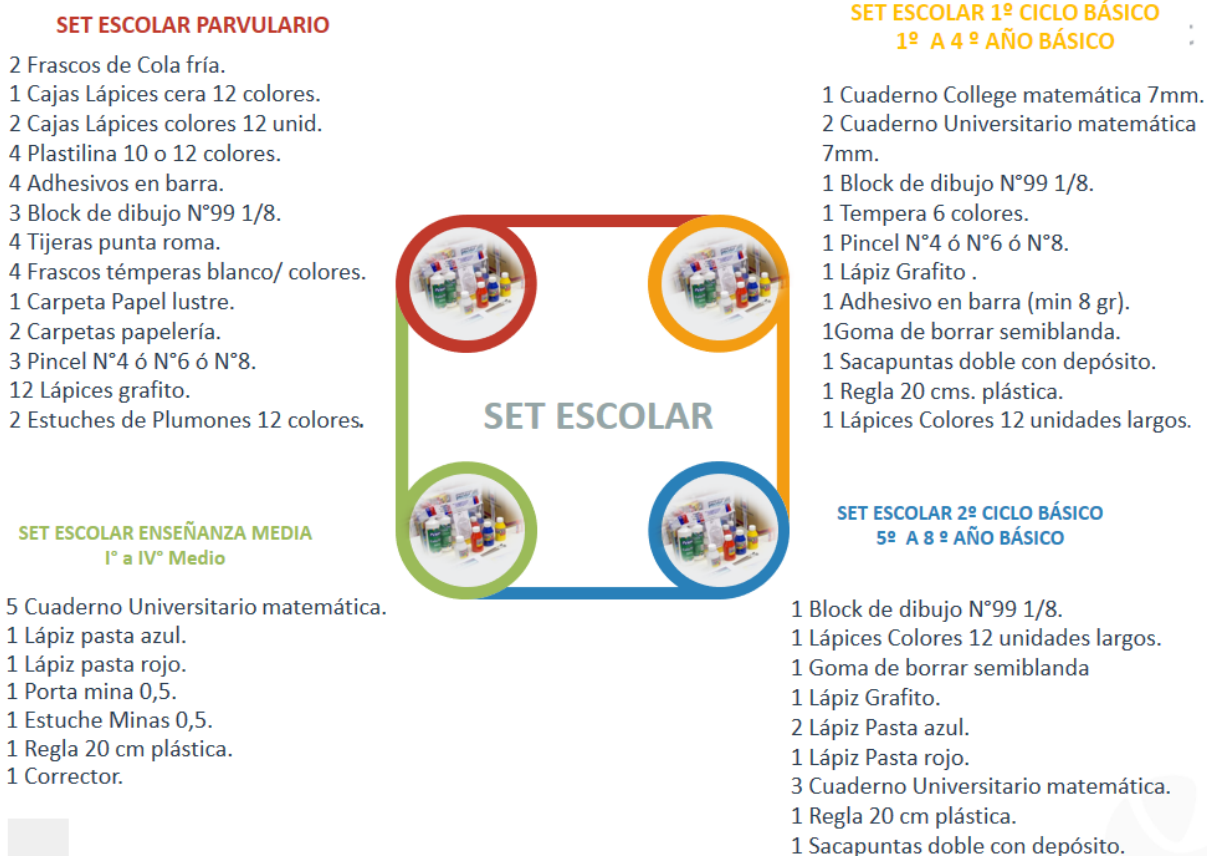 SET ESCOLAR PARVULARIO
2 Frascos de Cola fría.
1 Cajas Lápices cera 12 colores.
2 Cajas Lápices colores 12 unid.
4 Plastilina 10 o 12 colores.
4 Adhesivos en barra.
3 Block de dibujo N°99 1/8.
4 Tijeras punta roma.
4 Frascos témperas blanco/ colores.
1 Carpeta Papel lustre.
2 Carpetas papelería.
3 Pincel N°4 ó N°6 ó N°8.
12 Lápices grafito.
2 Estuches de Plumones 12 colores.
SET ESCOLAR 1º CICLO BÁSICO
1º A 4 º AÑO BÁSICO
1 Cuaderno College matemática 7mm.
2 Cuaderno Universitario matemática
7mm.
1 Block de dibujo N°99 1/8.
1 Tempera 6 colores.
1 Pincel N°4 ó N°6 ó N°8.
1 Lápiz Grafito .
1 Adhesivo en barra (min 8 gr).
1Goma de borrar semiblanda.
1 Sacapuntas doble con depósito.
1 Regla 20 cms. plástica.
1 Lápices Colores 12 unidades largos.
SET ESCOLAR
SET ESCOLAR ENSEÑANZA MEDIA
I° a IV° Medio
5 Cuaderno Universitario matemática.
1 Lápiz pasta azul.
1 Lápiz pasta rojo.
1 Porta mina 0,5.
1 Estuche Minas 0,5.
1 Regla 20 cm plástica.
1 Corrector.
SET ESCOLAR 2º CICLO BÁSICO
5º A 8 º AÑO BÁSICO
1 Block de dibujo N°99 1/8.
1 Lápices Colores 12 unidades largos.
1 Goma de borrar semiblanda
1 Lápiz Grafito.
2 Lápiz Pasta azul.
1 Lápiz Pasta rojo.
3 Cuaderno Universitario matemática.
1 Regla 20 cm plástica.
1 Sacapuntas doble con depósito.